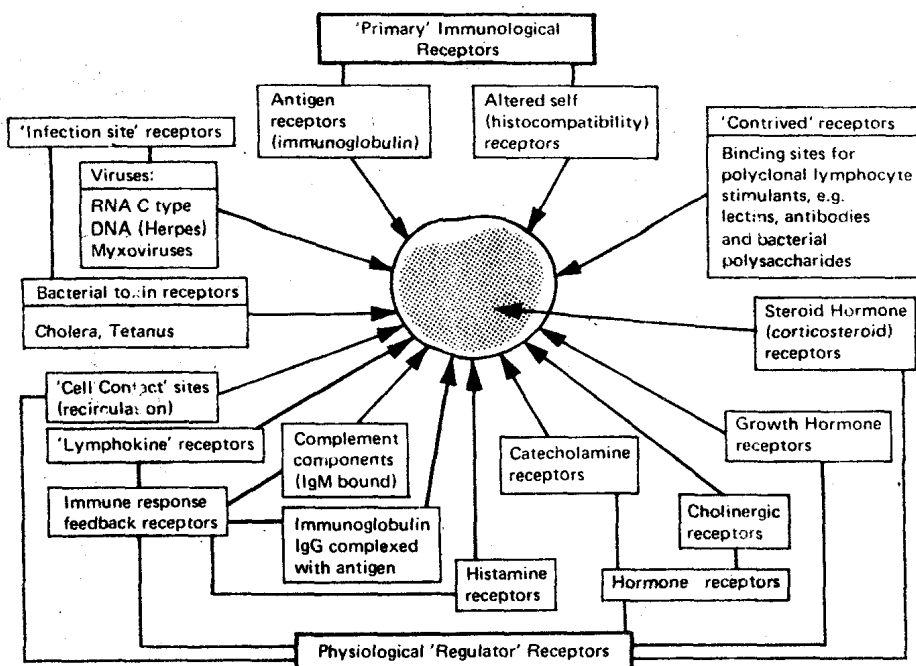 'Primary' Immunological
Receptors
Antigen
receptors
(immunoglobulin)
Altered self
(histocompatibility)
receptors
'Infection site' receptors
Viruses:
RNA C type
DNA (Herpes)
Myxoviruses
'Contrived' receptors
Binding sites for
polyclonal lymphocyte
stimulants, e.g.
lectins, antibodies
and bacterial
polysaccharides
Bacterial toxin receptors
Cholera, Tetanus
Steroid Hormone
(corticosteroid)
receptors
'Cell Contact' sites
(recirculation)
'Lymphokine' receptors
Complement
components
(IgM bound)
Catecholamine
receptors
Growth Hormone
receptors
Immune response
feedback receptors
Immunoglobulin
IgG complexed
with antigen
Histamine
receptors
Cholinergic
receptors
Hormone receptors
Physiological 'Regulator' Receptors